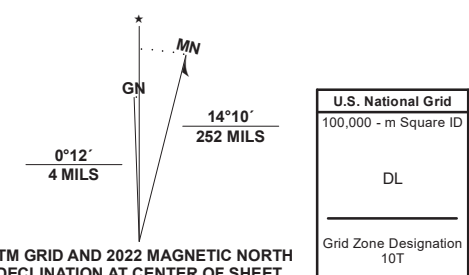 ★
MN
GN
14°10´
252 MILS
0°12´
4 MILS
TM GRID AND 2022 MAGNETIC NORTH
DECLINATION AT CENTER OF SHEET
U.S. National Grid
100,000 - m Square ID
DL
Grid Zone Designation
10T